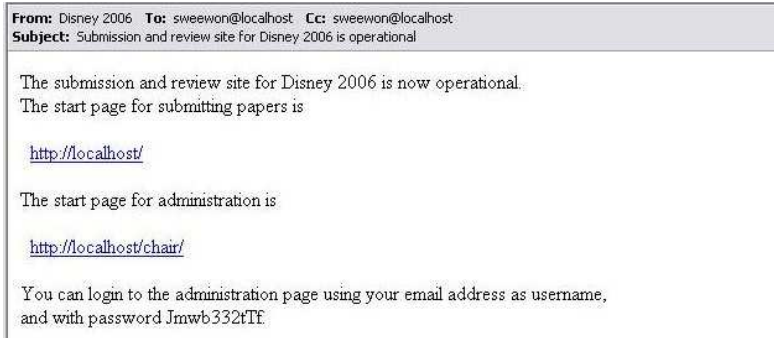 From: Disney 2006 To: sweewon@localhost Cc: sweewon@localhost
Subject: Submission and review site for Disney 2006 is operational
The submission and review site for Disney 2006 is now operational.
The start page for submitting papers is
http://localhost/
The start page for administration is
http://localhost/chair/
You can login to the administration page using your email address as username,
and with password Jmwb332tTf.